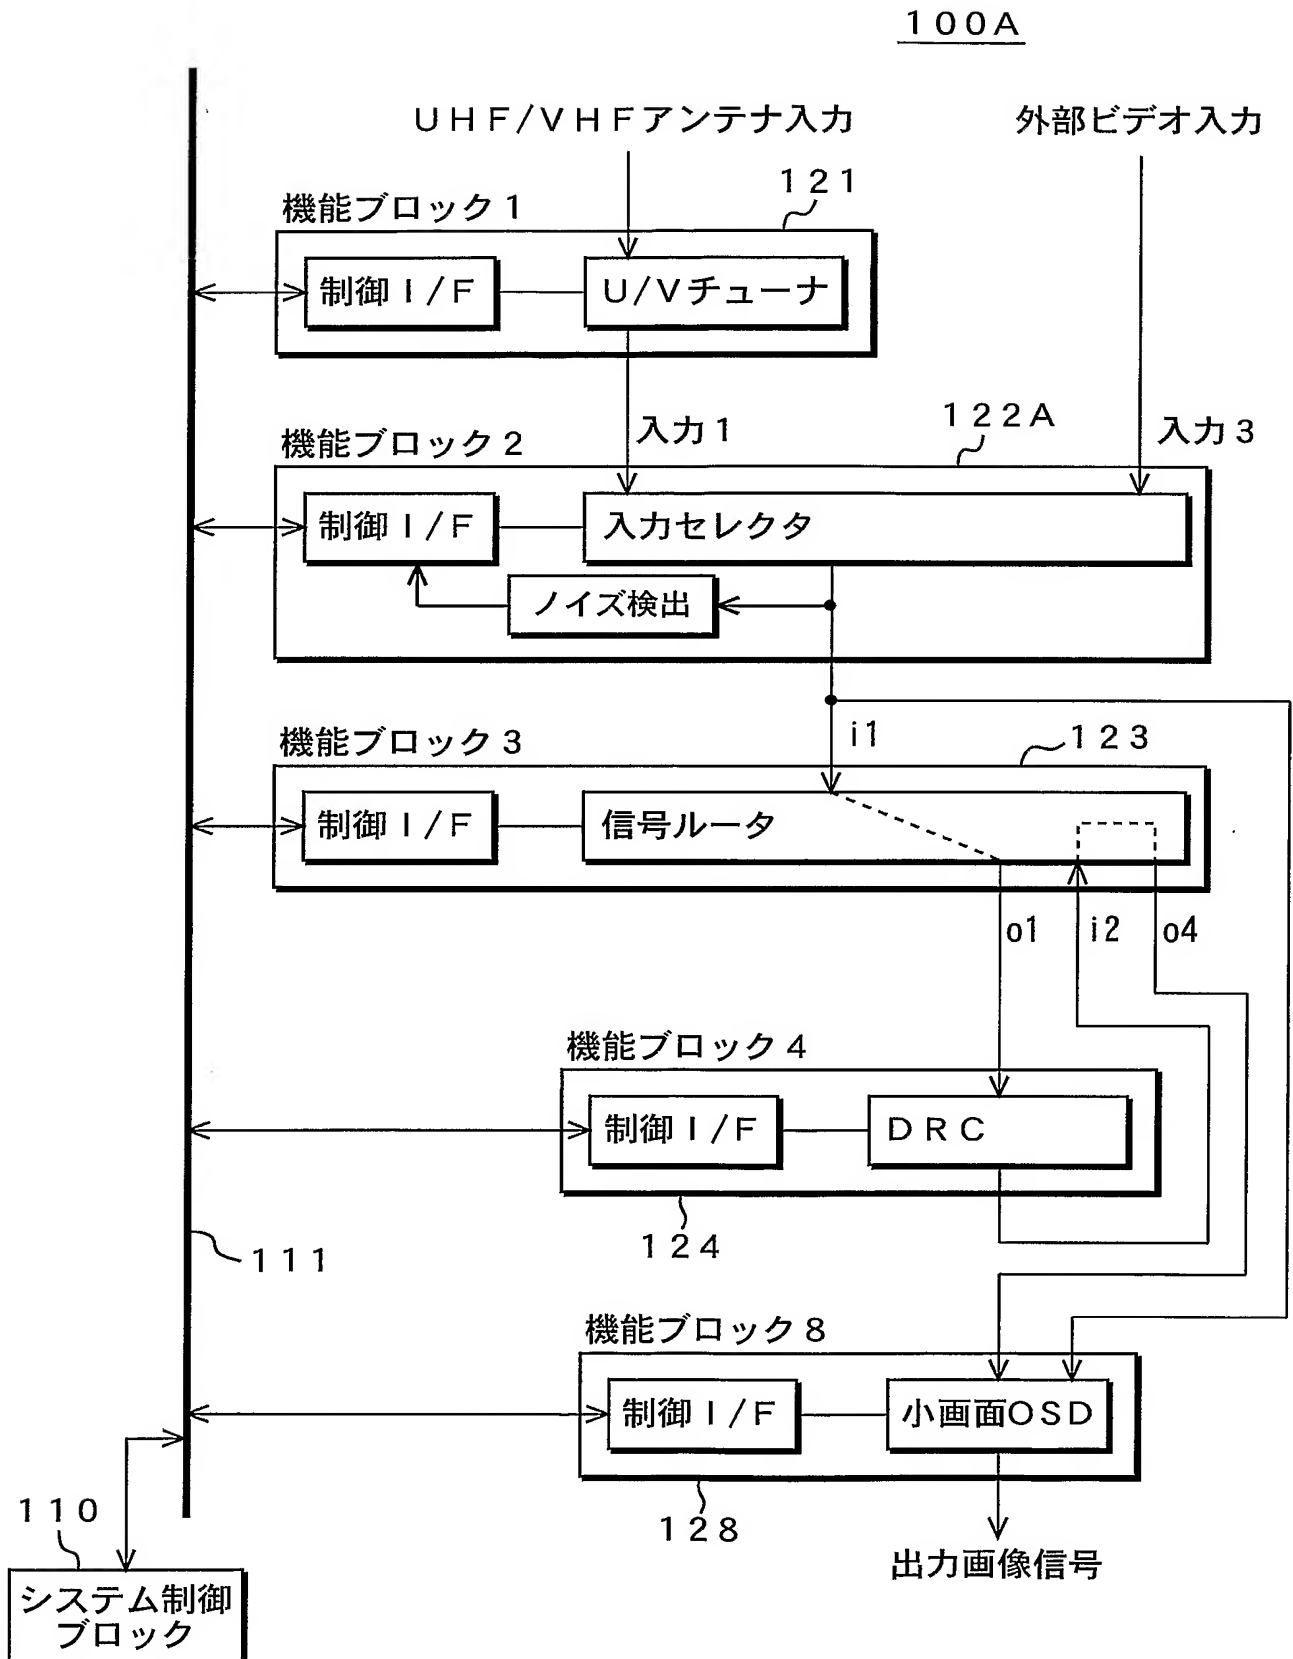 100A
UHF/VHFアンテナ入力
外部ビデオ入力
機能ブロック1
121
制御I/F
U/Vチューナ
入力1
入力3
機能ブロック2
122A
制御I/F
入力セレクタ
ノイズ検出
i1
機能ブロック3
123
制御I/F
信号ルータ
o1
i2
o4
機能ブロック4
制御I/F
DRC
124
111
機能ブロック8
制御I/F
小画面OSD
128
出力画像信号
110
システム制御
ブロック